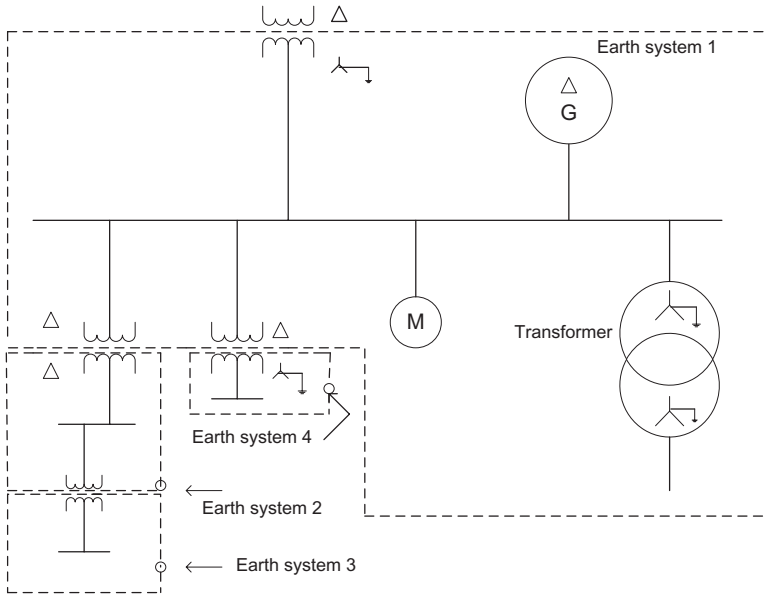 Earth system 1
G
M
Transformer
Earth system 4
Earth system 2
Earth system 3